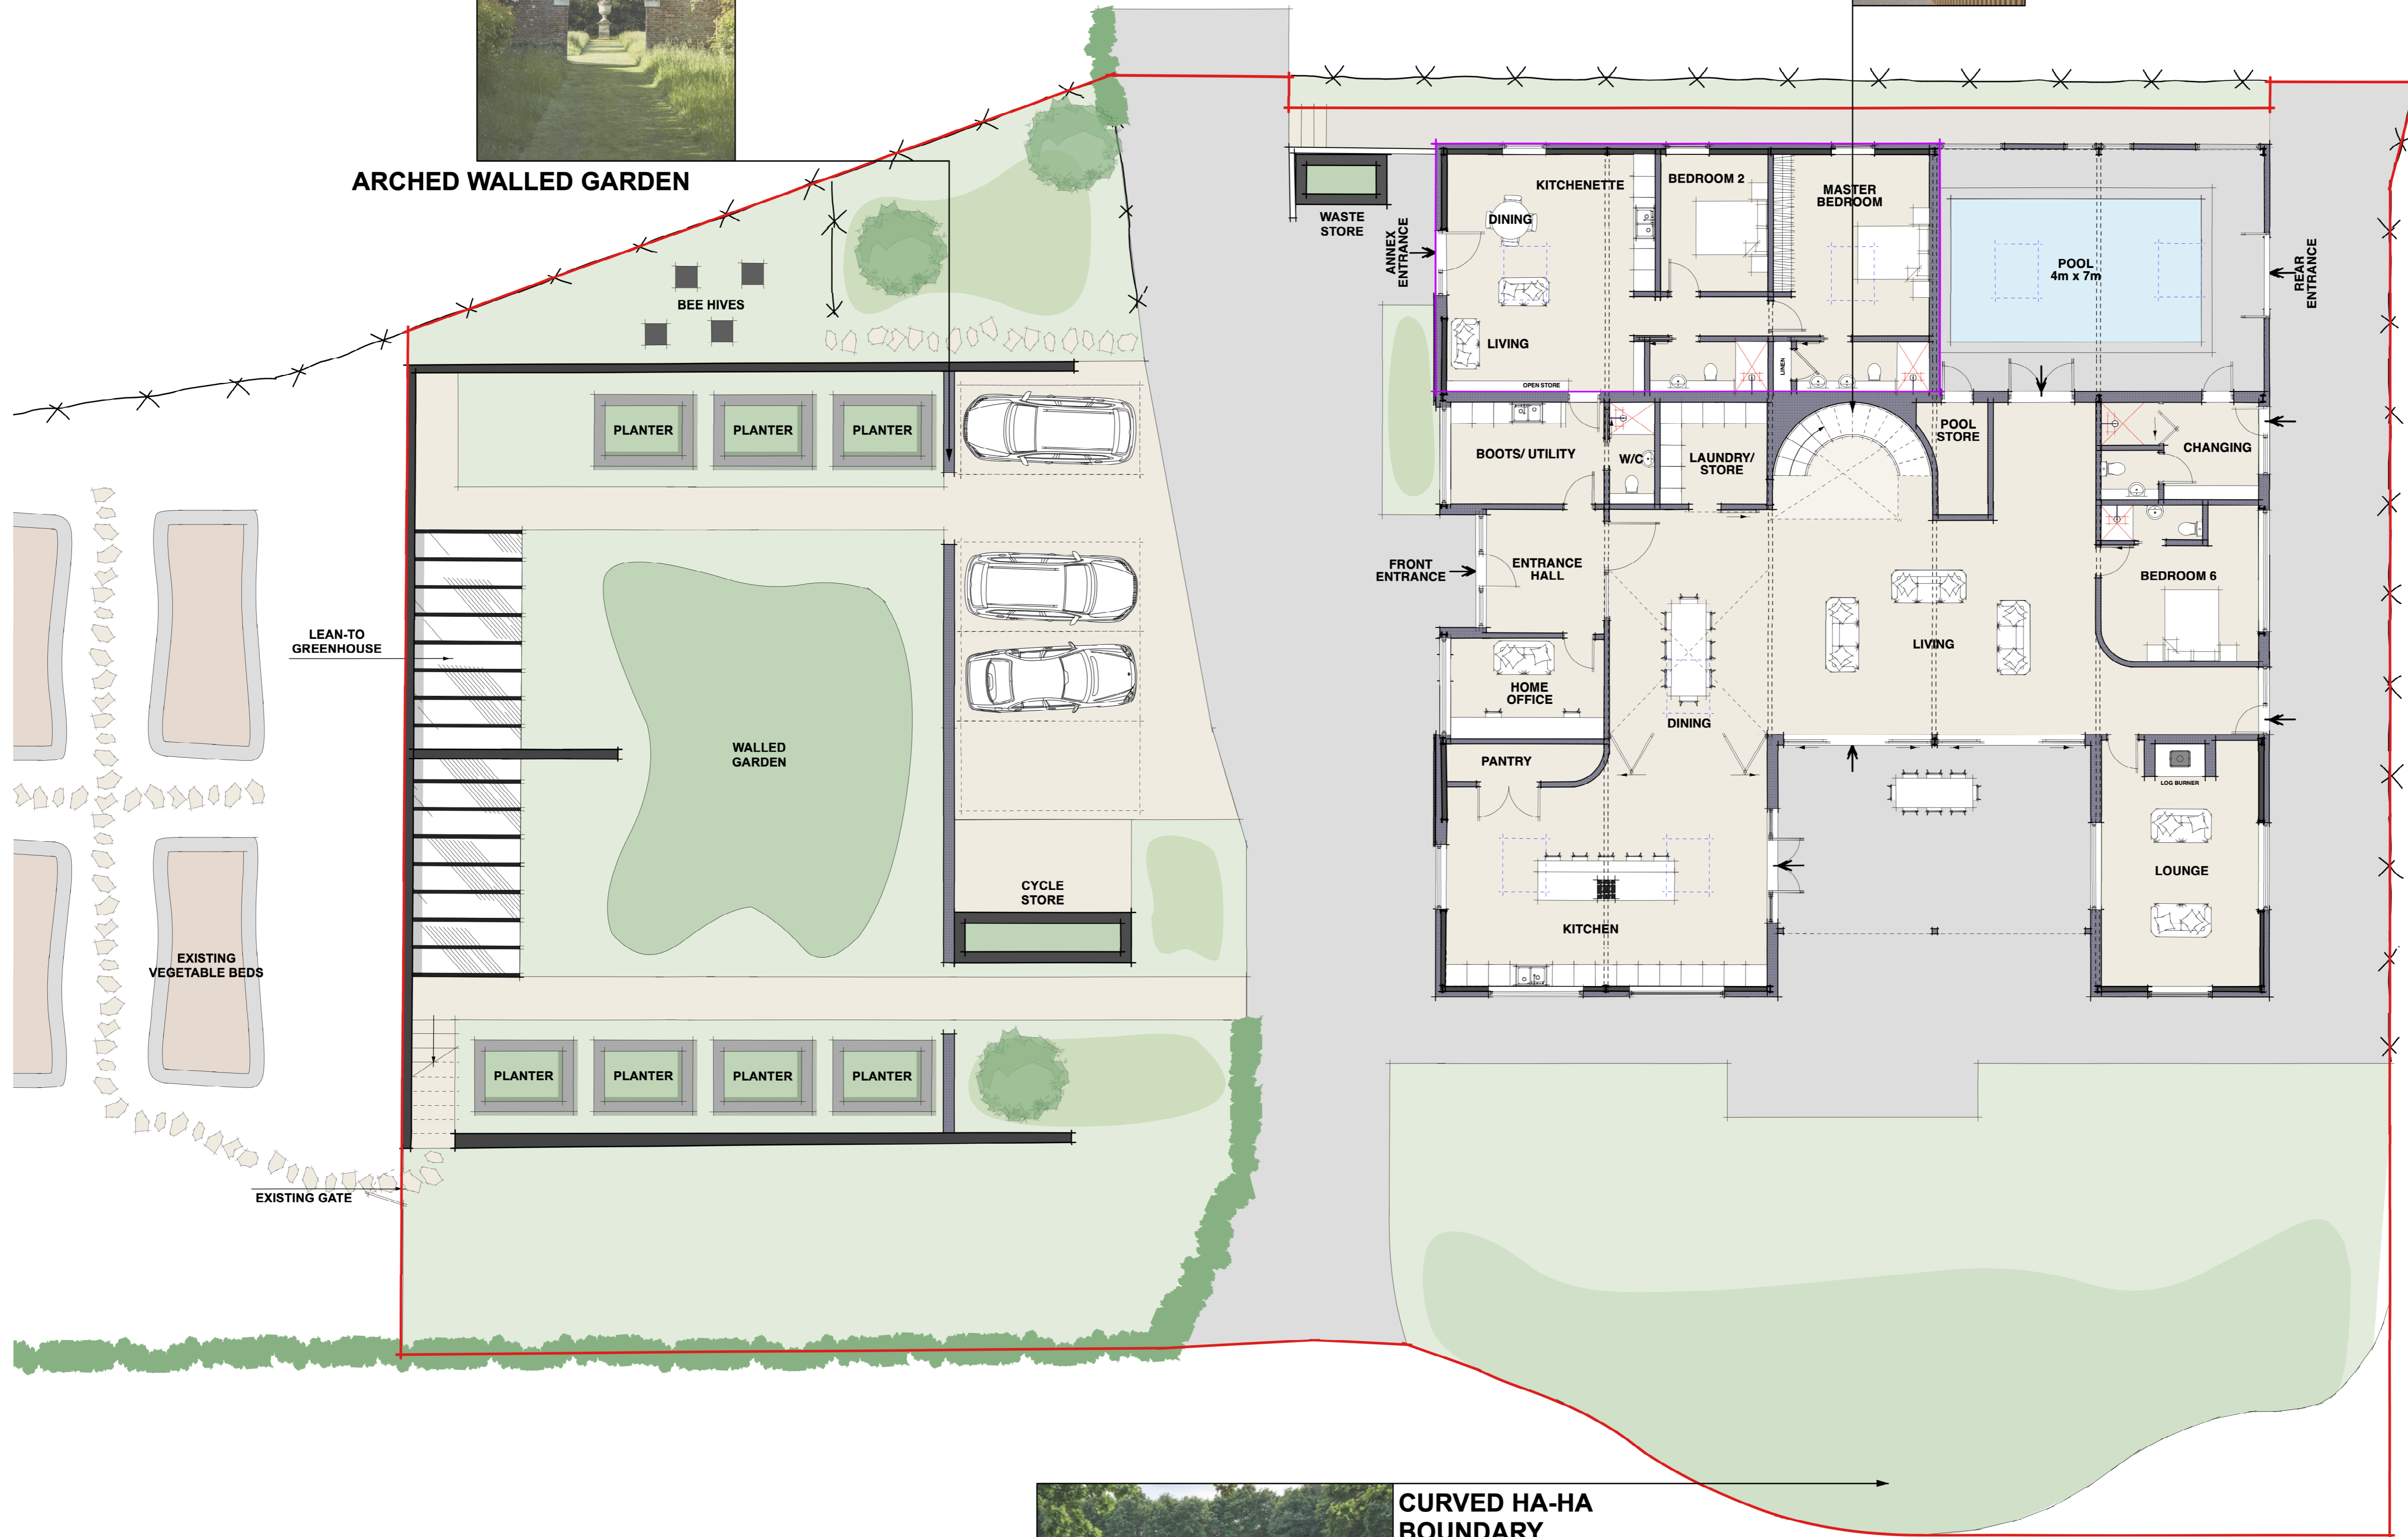 ARCHED WALLED GARDEN
BEE HIVES
WASTE
STORE
ANNEX
ENTRANCE
KITCHENETTE
DINING
LIVING
OPEN STORE
BEDROOM 2
MASTER
BEDROOM
LINEN
POOL
4m x 7m
REAR
ENTRANCE
PLANTER
PLANTER
PLANTER
BOOTS/ UTILITY
W/C
LAUNDRY/
STORE
POOL
STORE
CHANGING
FRONT
ENTRANCE
ENTRANCE
HALL
BEDROOM 6
LEAN-TO
GREENHOUSE
LIVING
HOME
OFFICE
DINING
WALLED
GARDEN
PANTRY
LOG BURNER
CYCLE
STORE
LOUNGE
KITCHEN
EXISTING
VEGETABLE BEDS
PLANTER
PLANTER
PLANTER
PLANTER
EXISTING GATE
CURVED HA-HA
BOUNDARY